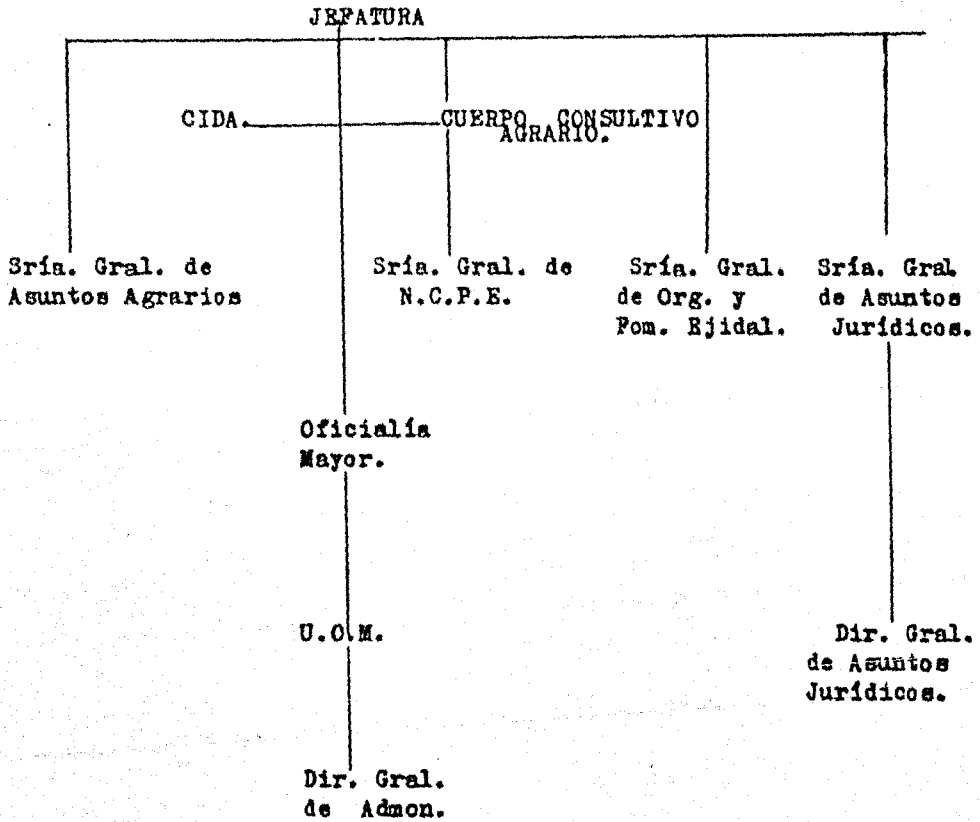 JEFATURA
CIDA.
CUERPO CONSULTIVO
AGRARIO.
Sría. Gral. de
Asuntos Agrarios
Sría. Gral. de
N.C.P.E.
Sría. Gral.
de Org. y
Fom. Ejidal.
Sría. Gral
de Asuntos
Jurídicos.
Oficialía
Mayor.
U.O.M.
Dir. Gral.
de Asuntos
Jurídicos.
Dir. Gral.
de Admon.